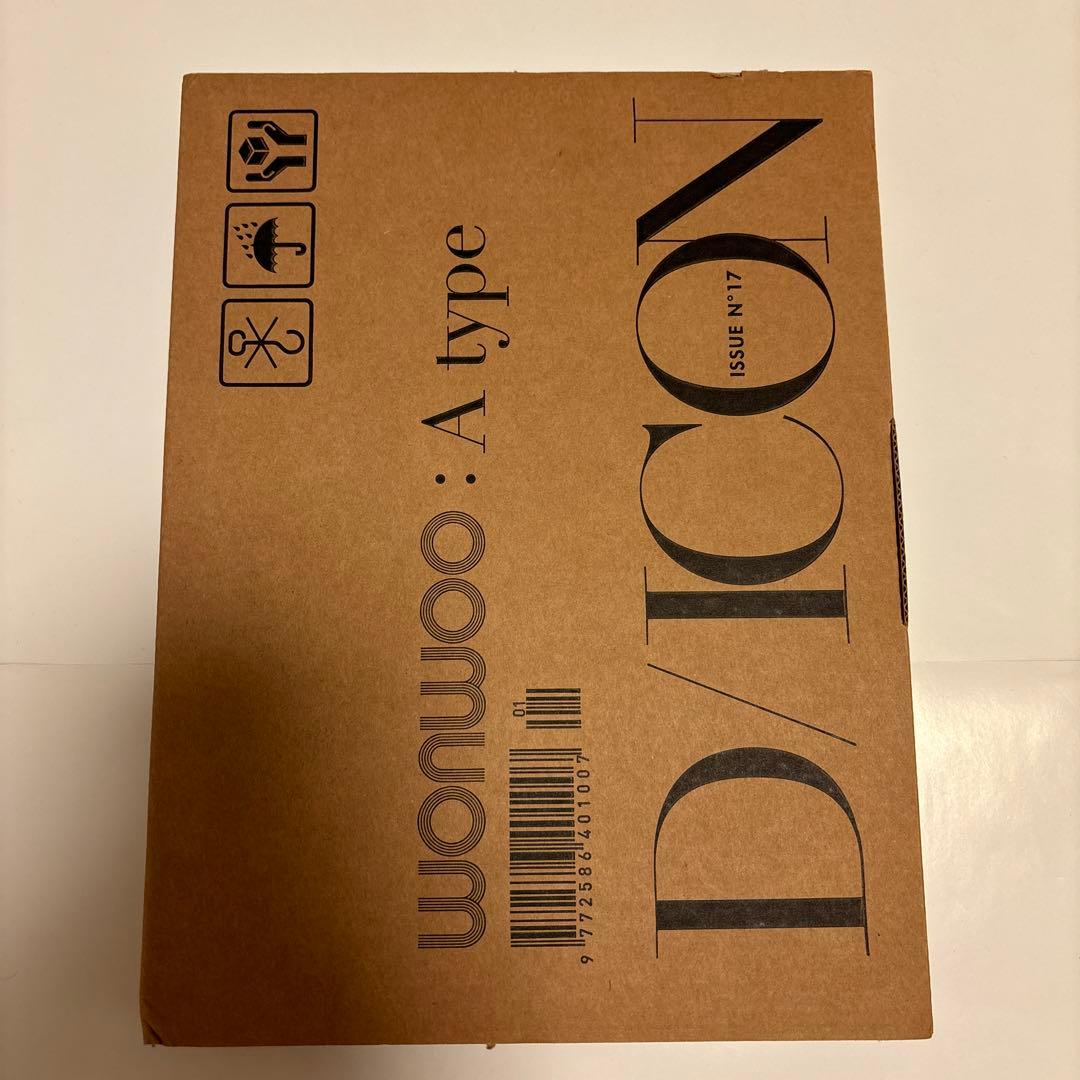 D/ICON
ISSUE N°17
wonwoo : A type
01
9 772586 401007